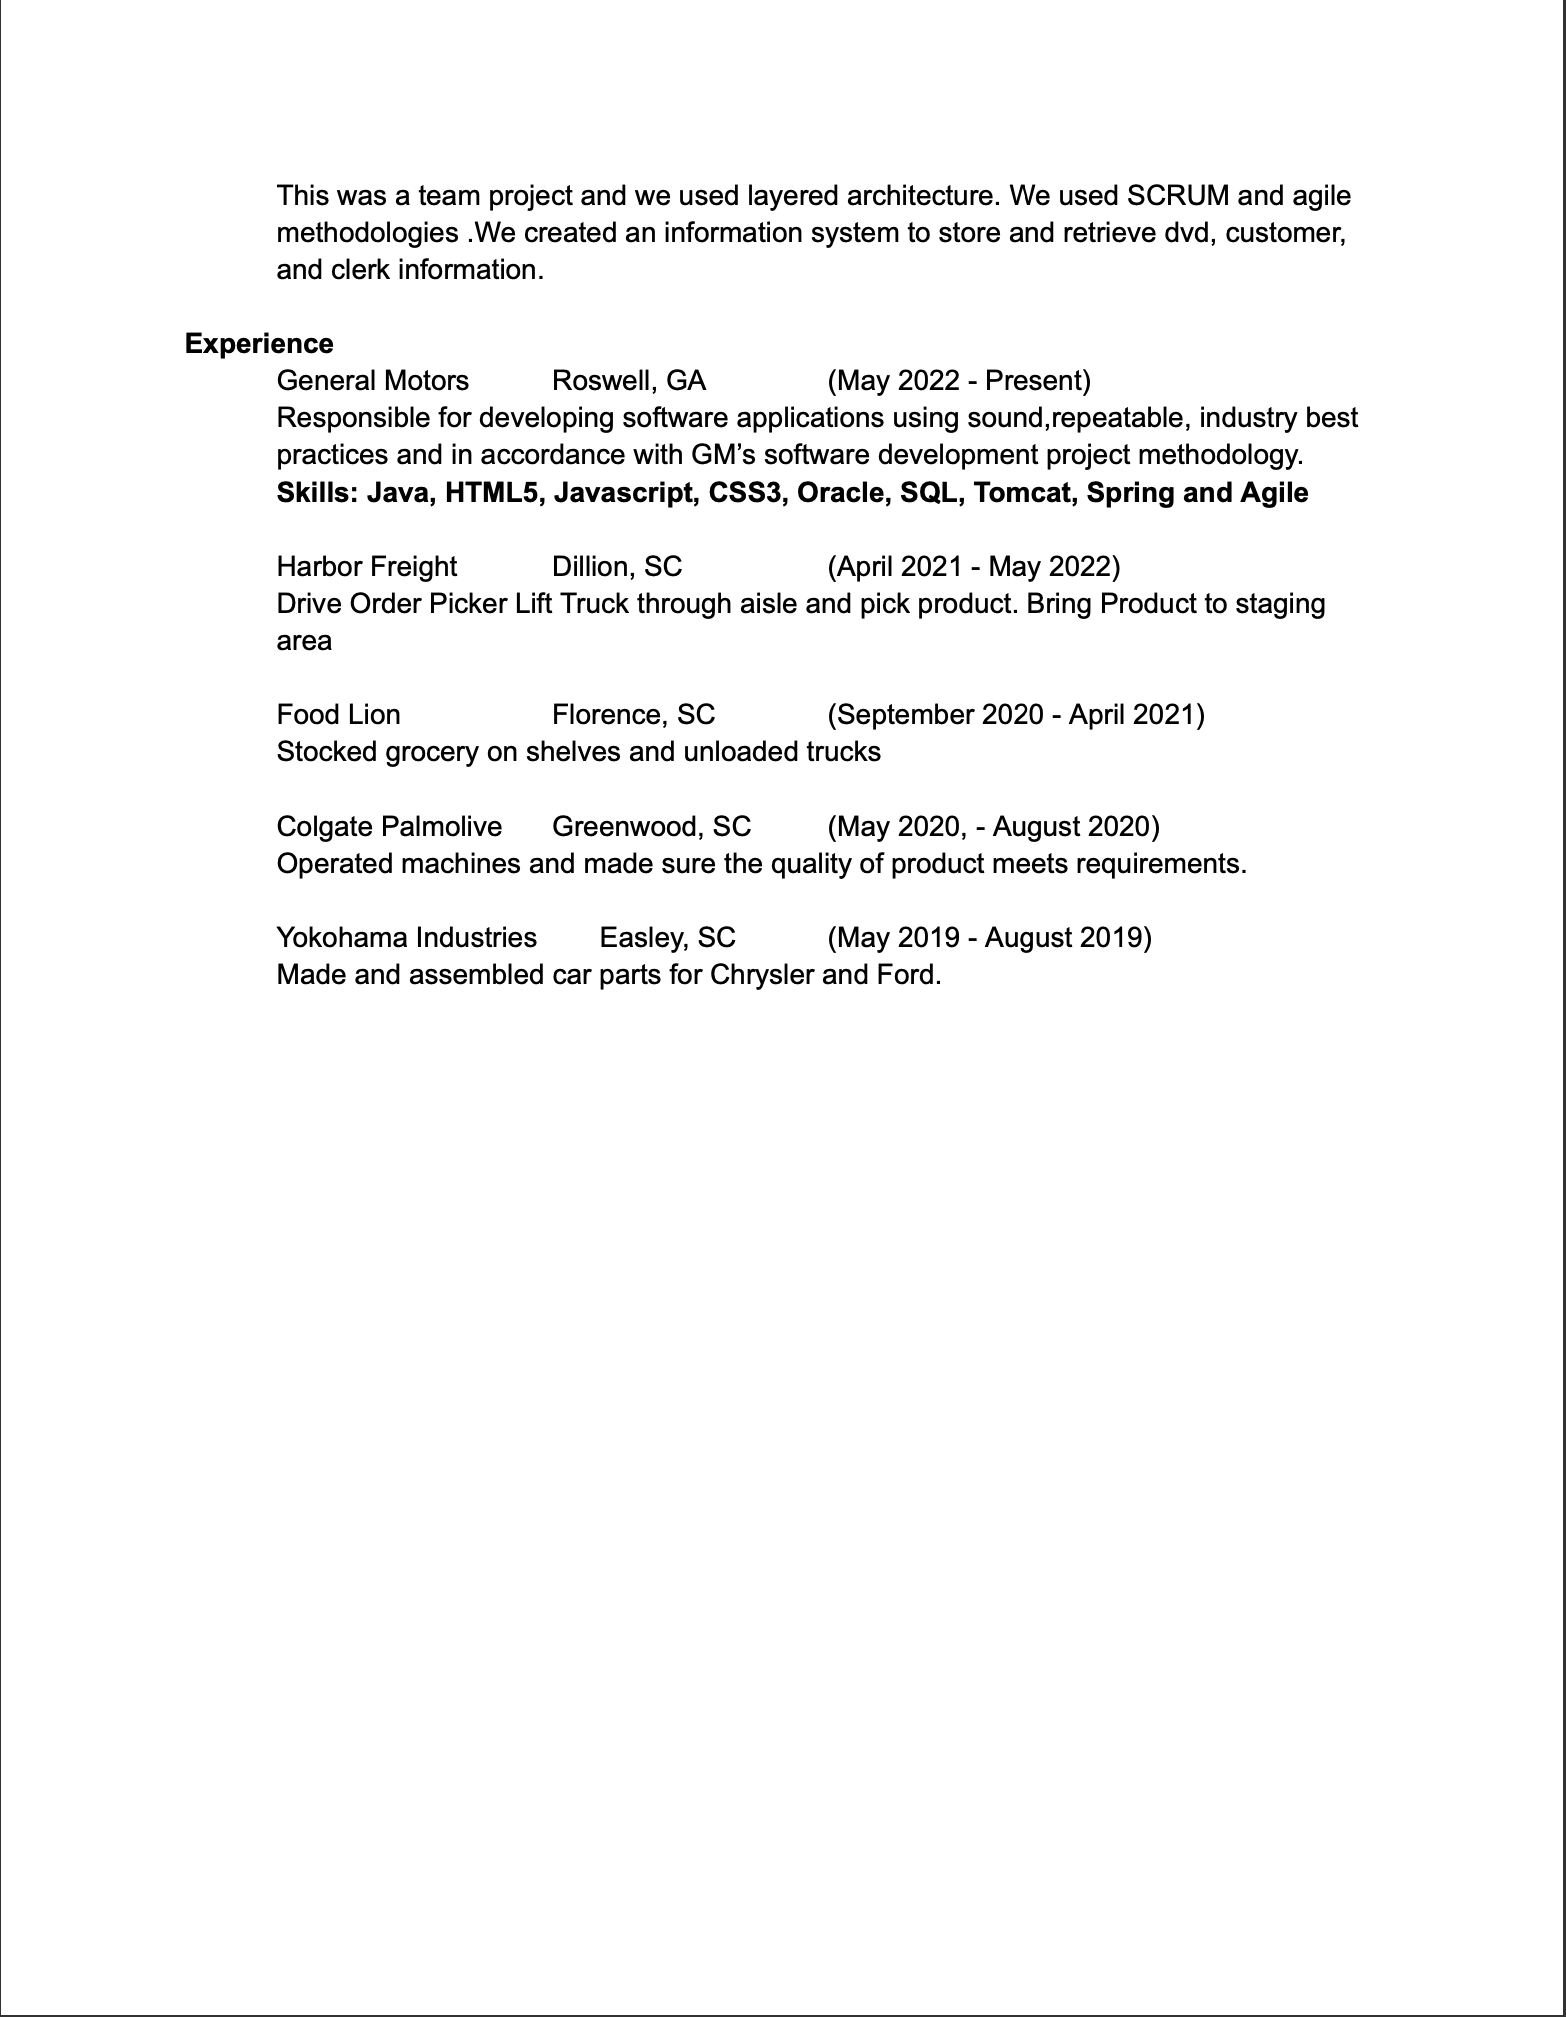 This was a team project and we used layered architecture. We used SCRUM and agile
methodologies .We created an information system to store and retrieve dvd, customer,
and clerk information.
Experience
General Motors Roswell, GA (May 2022 - Present)
Responsible for developing software applications using sound,repeatable, industry best
practices and in accordance with GM’s software development project methodology.
Skills: Java, HTML5, Javascript, CSS3, Oracle, SQL, Tomcat, Spring and Agile
Harbor Freight Dillion, SC (April 2021 - May 2022)
Drive Order Picker Lift Truck through aisle and pick product. Bring Product to staging
area
Food Lion Florence, SC (September 2020 - April 2021)
Stocked grocery on shelves and unloaded trucks
Colgate Palmolive Greenwood, SC (May 2020, - August 2020)
Operated machines and made sure the quality of product meets requirements.
Yokohama Industries Easley, SC (May 2019 - August 2019)
Made and assembled car parts for Chrysler and Ford.